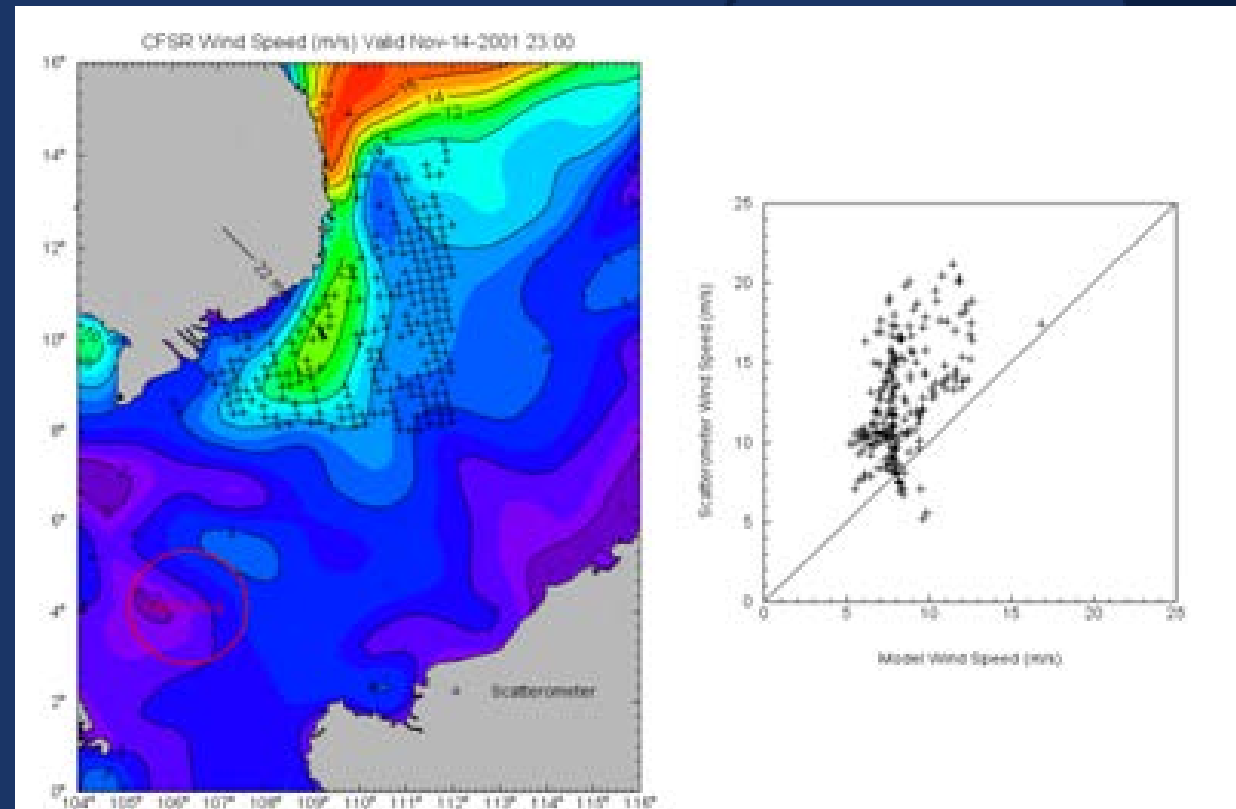 CFSR Wind Speed (m/s) Valid Nov-14-2001 23:00
16°
14°
12°
10°
8°
6°
4°
2°
0°
104° 105° 106° 107° 108° 109° 110° 111° 112° 113° 114° 115° 116°
14
Scatterometer
25
20
15
10
5
0
0 5 10 15 20 25
Scatterometer Wind Speed (m/s)
Model Wind Speed (m/s)